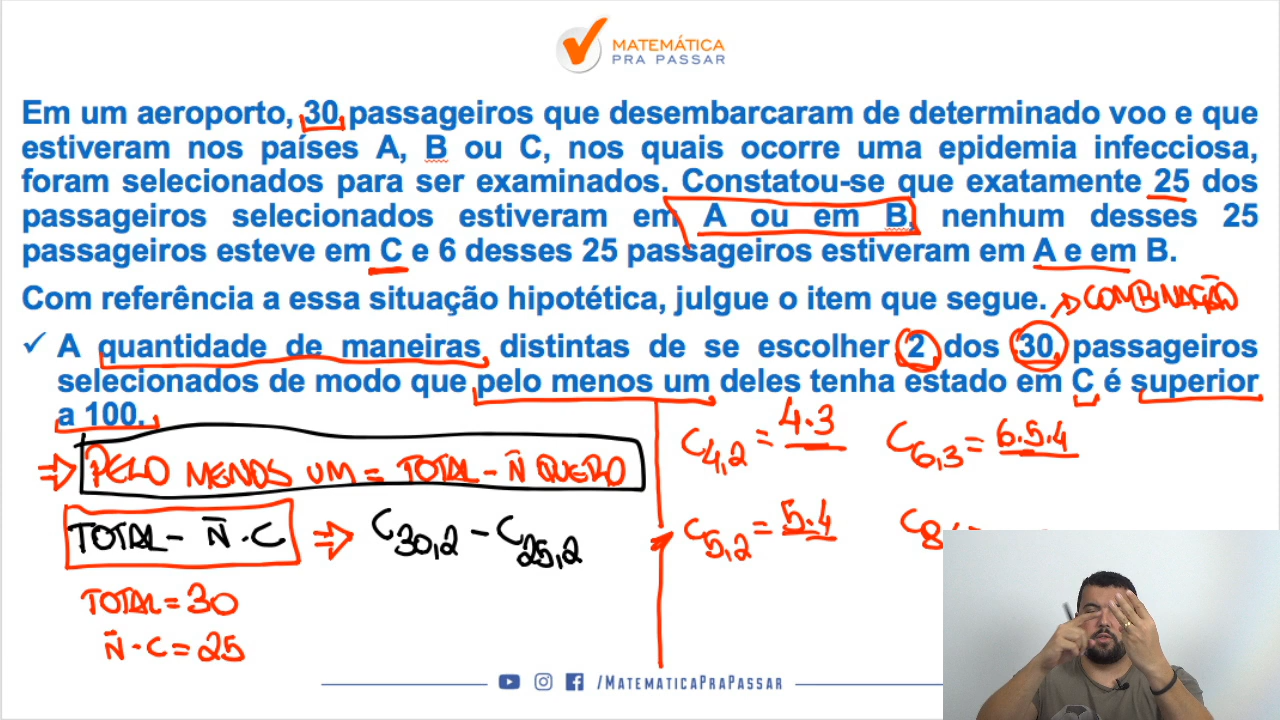 MATEMÁTICA
PRA PASSAR
Em um aeroporto, 30 passageiros que desembarcaram de determinado voo e que
estiveram nos países A, B ou C, nos quais ocorre uma epidemia infecciosa,
foram selecionados para ser examinados. Constatou-se que exatamente 25 dos
passageiros selecionados estiveram em A ou em B, nenhum desses 25
passageiros esteve em C e 6 desses 25 passageiros estiveram em A e em B.
Com referência a essa situação hipotética, julgue o item que segue.
COMBINAÇÃO
✓ A quantidade de maneiras distintas de se escolher 2 dos 30 passageiros
selecionados de modo que pelo menos um deles tenha estado em C é superior
a 100.
⇒ PELO MENOS UM = TOTAL - Ñ QUERO
TOTAL - Ñ · C ⇒ C30,2 - C25,2
TOTAL = 30
Ñ · C = 25
C4,2 = 4·3
C6,3 = 6·5·4
C5,2 = 5·4
/MATEMATICAPRAPASSAR